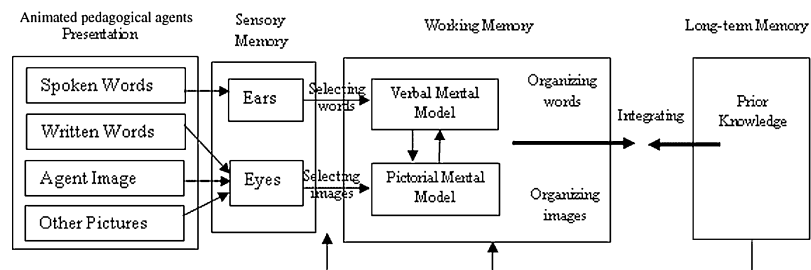 Animated pedagogical agents
Presentation
Spoken Words
Written Words
Agent Image
Other Pictures
Sensory
Memory
Ears
Eyes
Selecting
words
Selecting
images
Working Memory
Verbal Mental
Model
Pictorial Mental
Model
Organizing
words
Organizing
images
Integrating
Long-term Memory
Prior
Knowledge